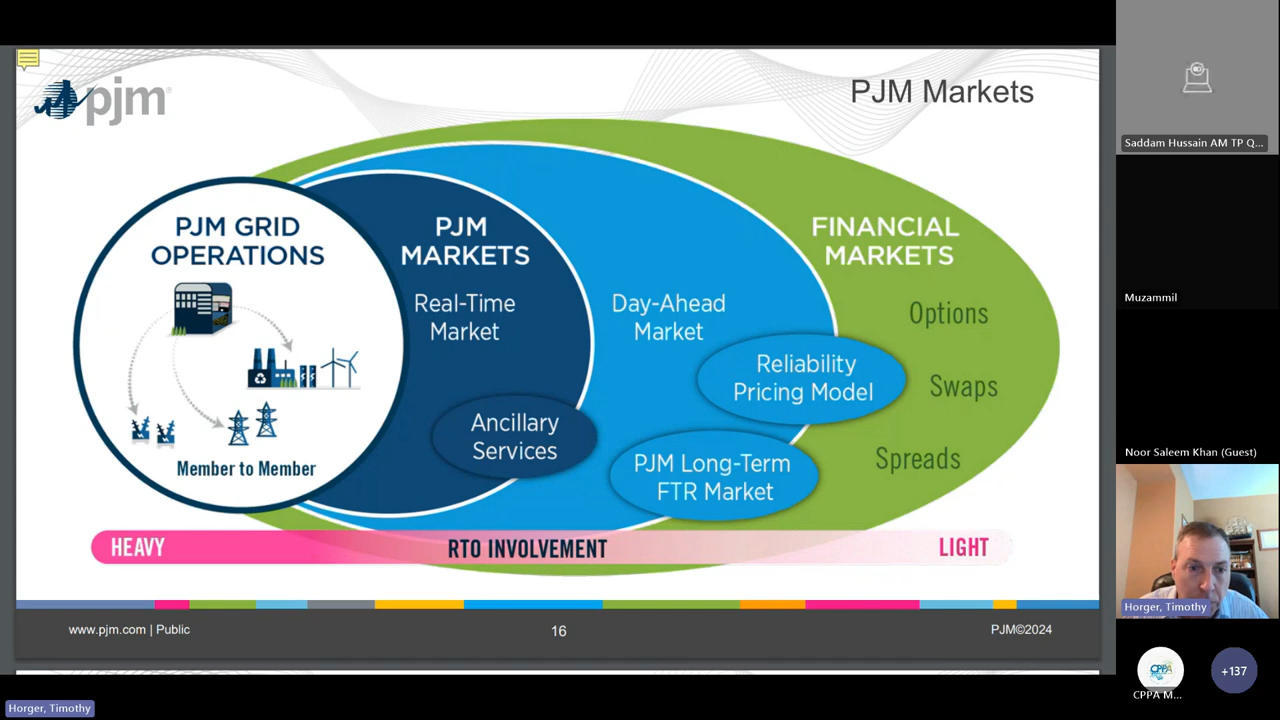 pjm
PJM Markets
PJM GRID
OPERATIONS
Member to Member
PJM
MARKETS
Real-Time
Market
Ancillary
Services
Day-Ahead
Market
Reliability
Pricing Model
PJM Long-Term
FTR Market
FINANCIAL
MARKETS
Options
Swaps
Spreads
HEAVY
RTO INVOLVEMENT
LIGHT
www.pjm.com | Public
16
PJM©2024
Saddam Hussain AM TP Q...
Muzammil
Noor Saleem Khan (Guest)
Horger, Timothy
CPPA
CPPA M...
+137
Horger, Timothy